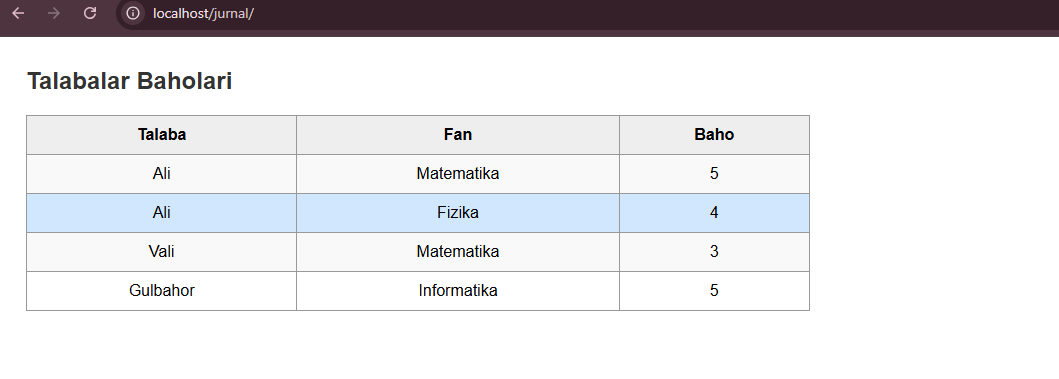 localhost/jurnal/
Talabalar Baholari
Talaba Fan Baho
Ali Matematika 5
Ali Fizika 4
Vali Matematika 3
Gulbahor Informatika 5